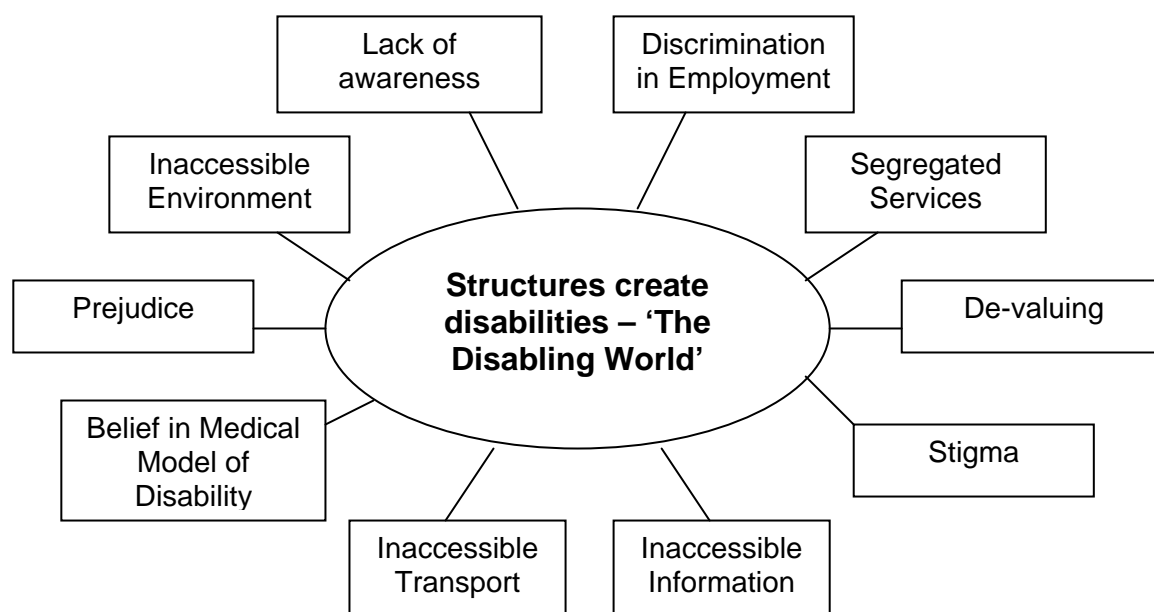 Lack of
awareness
Discrimination
in Employment
Inaccessible
Environment
Segregated
Services
Structures create
disabilities – ‘The
Disabling World’
Prejudice
De-valuing
Belief in Medical
Model of
Disability
Stigma
Inaccessible
Transport
Inaccessible
Information